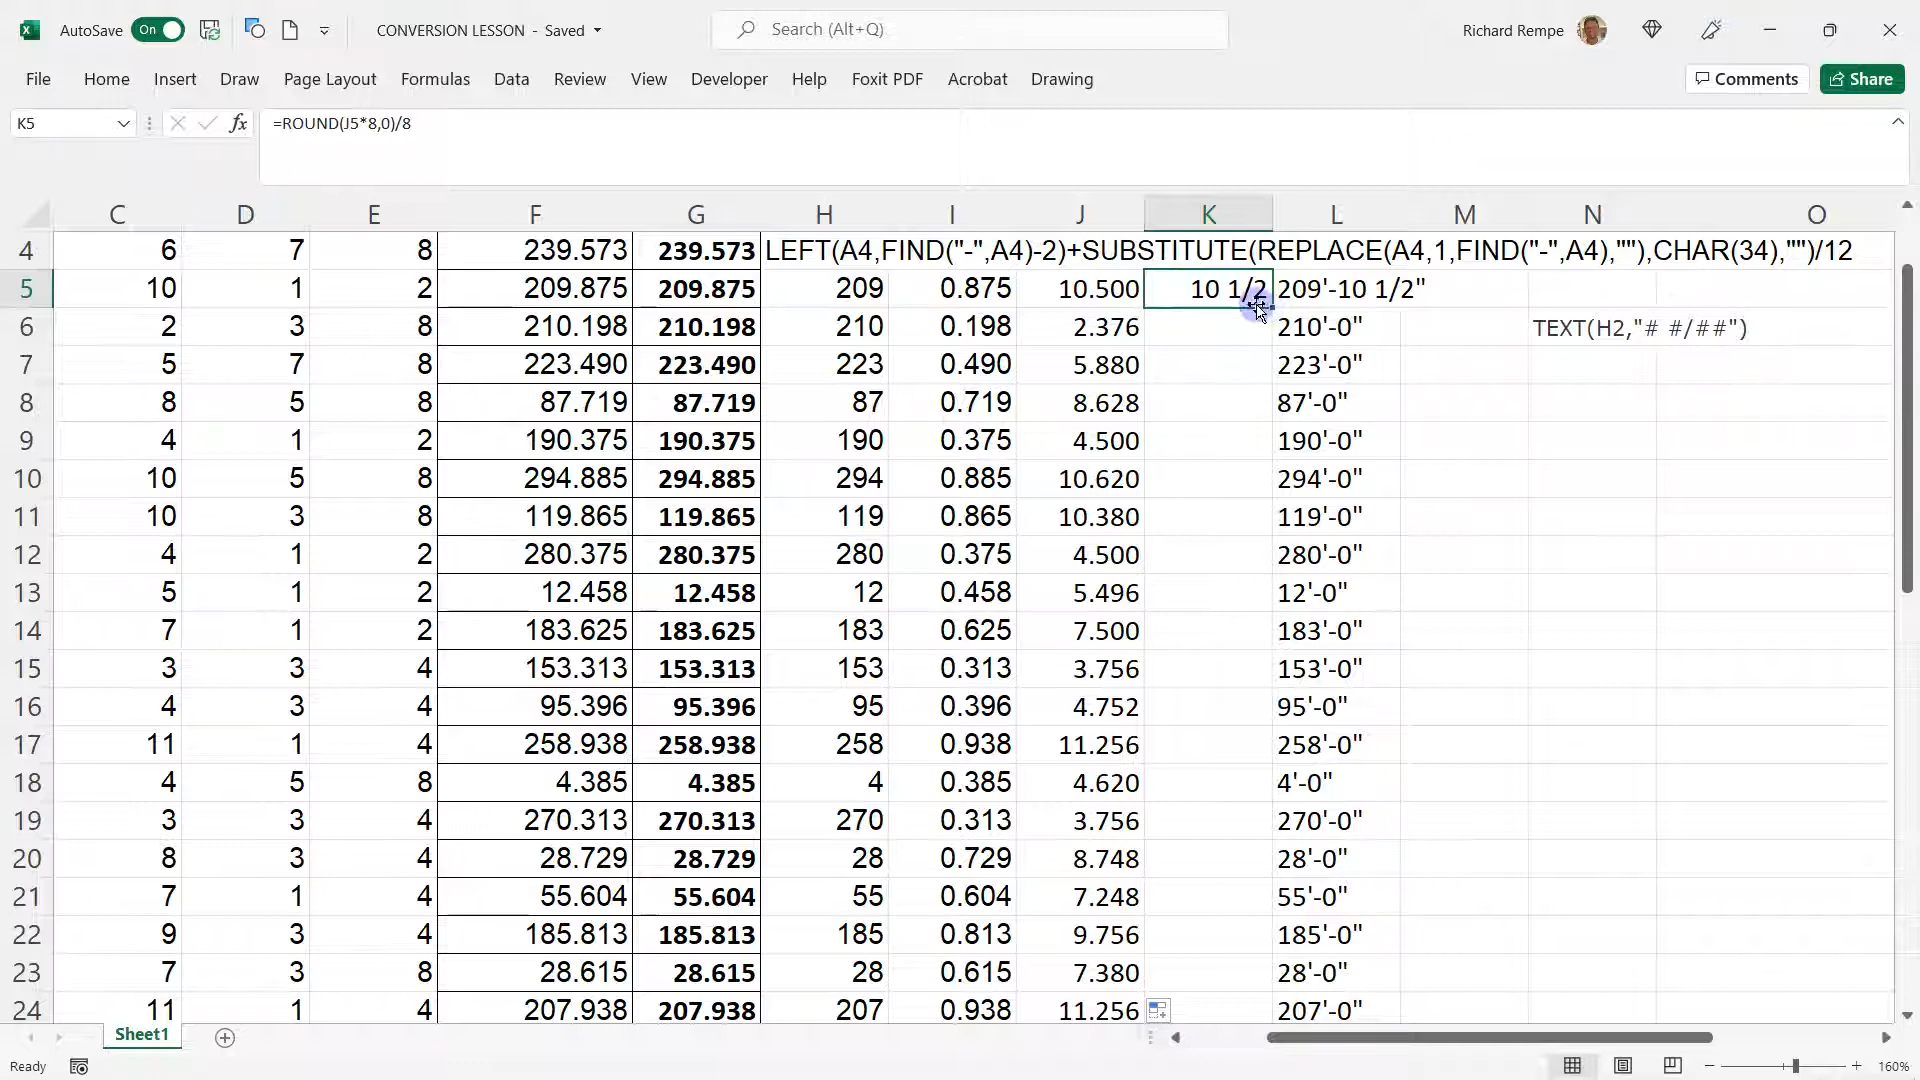 AutoSave On CONVERSION LESSON - Saved Search (Alt+Q) Richard Rempe
File Home Insert Draw Page Layout Formulas Data Review View Developer Help Foxit PDF Acrobat Drawing Comments Share
K5 fx =ROUND(J5*8,0)/8
C D E F G H I J K L M N O
4 6 7 8 239.573 239.573 LEFT(A4,FIND("-",A4)-2)+SUBSTITUTE(REPLACE(A4,1,FIND("-",A4),""),CHAR(34),"")/12
5 10 1 2 209.875 209.875 209 0.875 10.500 10 1/2 209'-10 1/2"
6 2 3 8 210.198 210.198 210 0.198 2.376 210'-0" TEXT(H2,"# #/##")
7 5 7 8 223.490 223.490 223 0.490 5.880 223'-0"
8 8 5 8 87.719 87.719 87 0.719 8.628 87'-0"
9 4 1 2 190.375 190.375 190 0.375 4.500 190'-0"
10 10 5 8 294.885 294.885 294 0.885 10.620 294'-0"
11 10 3 8 119.865 119.865 119 0.865 10.380 119'-0"
12 4 1 2 280.375 280.375 280 0.375 4.500 280'-0"
13 5 1 2 12.458 12.458 12 0.458 5.496 12'-0"
14 7 1 2 183.625 183.625 183 0.625 7.500 183'-0"
15 3 3 4 153.313 153.313 153 0.313 3.756 153'-0"
16 4 3 4 95.396 95.396 95 0.396 4.752 95'-0"
17 11 1 4 258.938 258.938 258 0.938 11.256 258'-0"
18 4 5 8 4.385 4.385 4 0.385 4.620 4'-0"
19 3 3 4 270.313 270.313 270 0.313 3.756 270'-0"
20 8 3 4 28.729 28.729 28 0.729 8.748 28'-0"
21 7 1 4 55.604 55.604 55 0.604 7.248 55'-0"
22 9 3 4 185.813 185.813 185 0.813 9.756 185'-0"
23 7 3 8 28.615 28.615 28 0.615 7.380 28'-0"
24 11 1 4 207.938 207.938 207 0.938 11.256 207'-0"
Sheet1
Ready 160%